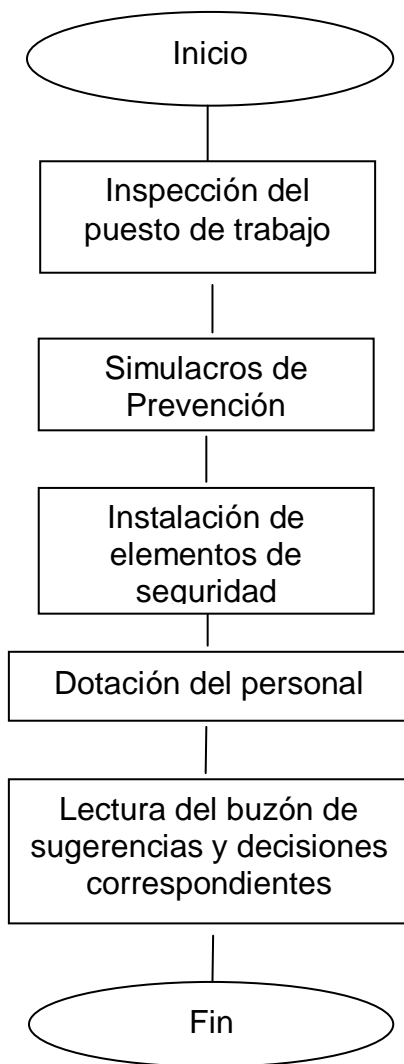 Inicio
Inspección del
puesto de trabajo
Simulacros de
Prevención
Instalación de
elementos de
seguridad
Dotación del personal
Lectura del buzón de
sugerencias y decisiones
correspondientes
Fin